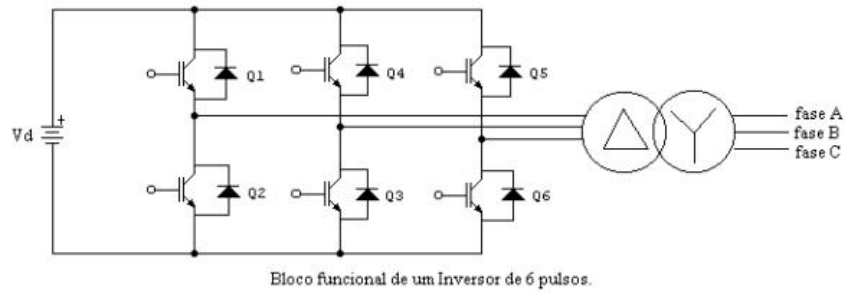 Q1
Q4
Q5
Vd
+
fase A
fase B
fase C
Q2
Q3
Q6
Bloco funcional de um Inversor de 6 pulsos.